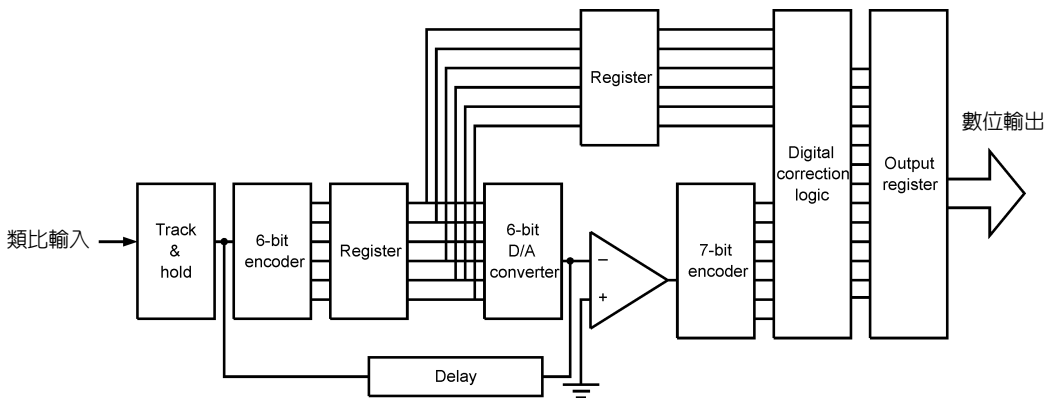 Register
數位輸出
Digital
correction
logic
Output
register
類比輸入
Track
&
hold
6-bit
encoder
Register
6-bit
D/A
converter
−
+
7-bit
encoder
Delay